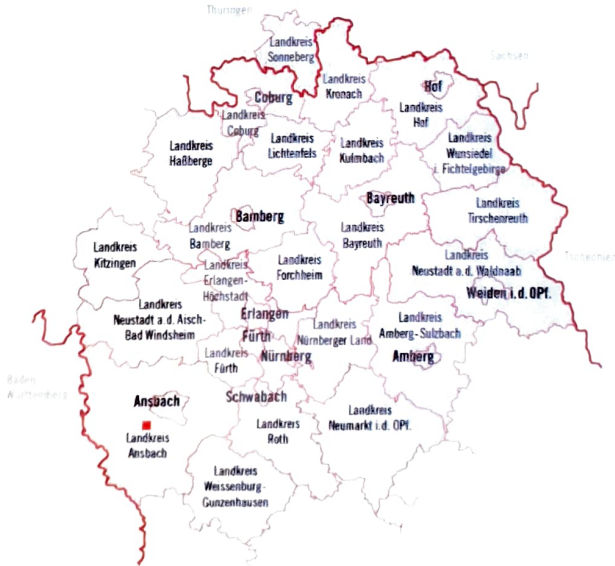 Thüringen
Landkreis
Sonneberg
Landkreis
Kronach
Sachsen
Hof
Landkreis
Hof
Coburg
Landkreis
Coburg
Landkreis
Haßberge
Landkreis
Lichtenfels
Landkreis
Kulmbach
Landkreis
Wunsiedel
i. Fichtelgebirge
Bayreuth
Landkreis
Bayreuth
Landkreis
Tirschenreuth
Bamberg
Landkreis
Bamberg
Landkreis
Kitzingen
Landkreis
Erlangen-
Höchstadt
Landkreis
Forchheim
Landkreis
Neustadt a.d. Waldnaab
Tschechien
Weiden i.d.OPf.
Landkreis
Neustadt a.d. Aisch-
Bad Windsheim
Erlangen
Fürth
Landkreis
Fürth
Nürnberg
Landkreis
Nürnberger Land
Landkreis
Amberg-Sulzbach
Amberg
Baden
Württemberg
Ansbach
Landkreis
Ansbach
Schwabach
Landkreis
Roth
Landkreis
Neumarkt i.d. OPf.
Landkreis
Weissenburg-
Gunzenhausen